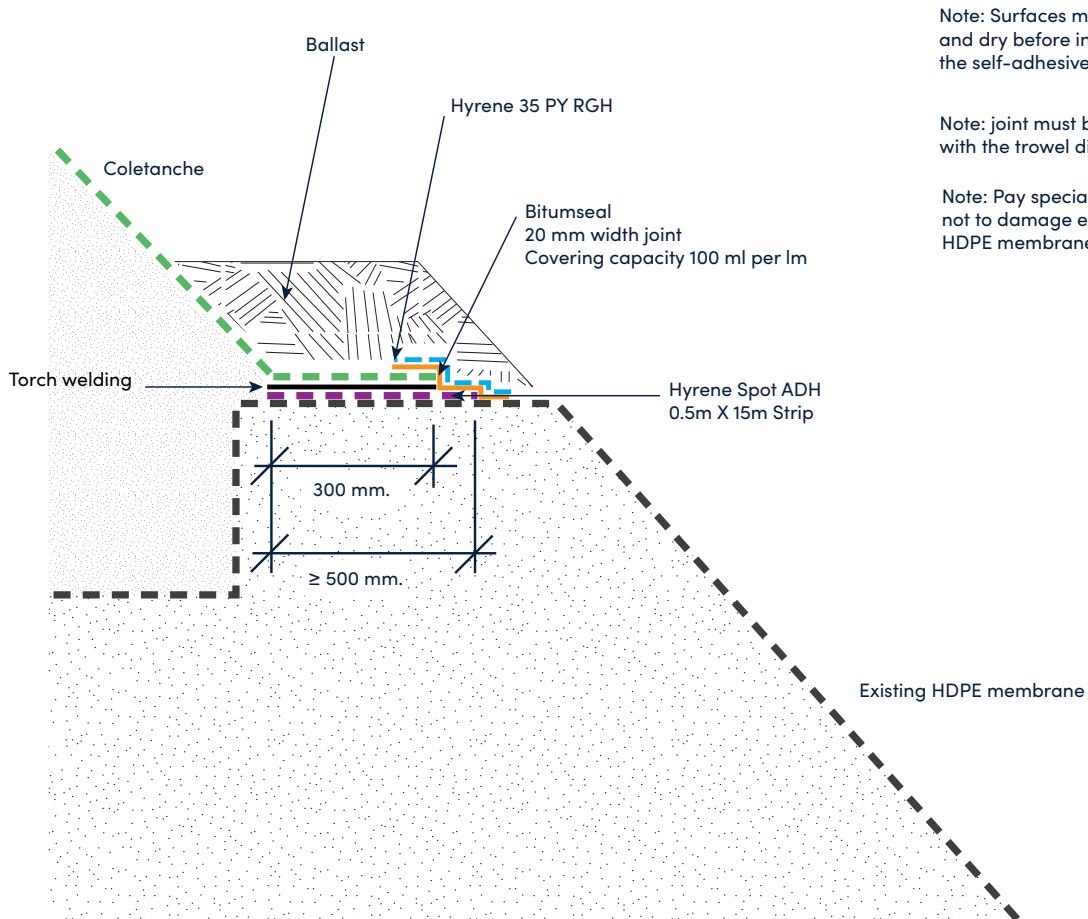 Note: Surfaces
and dry before
the self-adhesive
Note: joint must
with the trowel
Note: Pay
not to damage
HDPE membrane
Ballast
Hyrene 35 PY RGH
Coletanche
Bitumseal
20 mm width joint
Covering capacity 100 ml per lm
Torch welding
Hyrene Spot ADH
0.5m X 15m Strip
300 mm.
≥ 500 mm.
Existing HDPE membrane